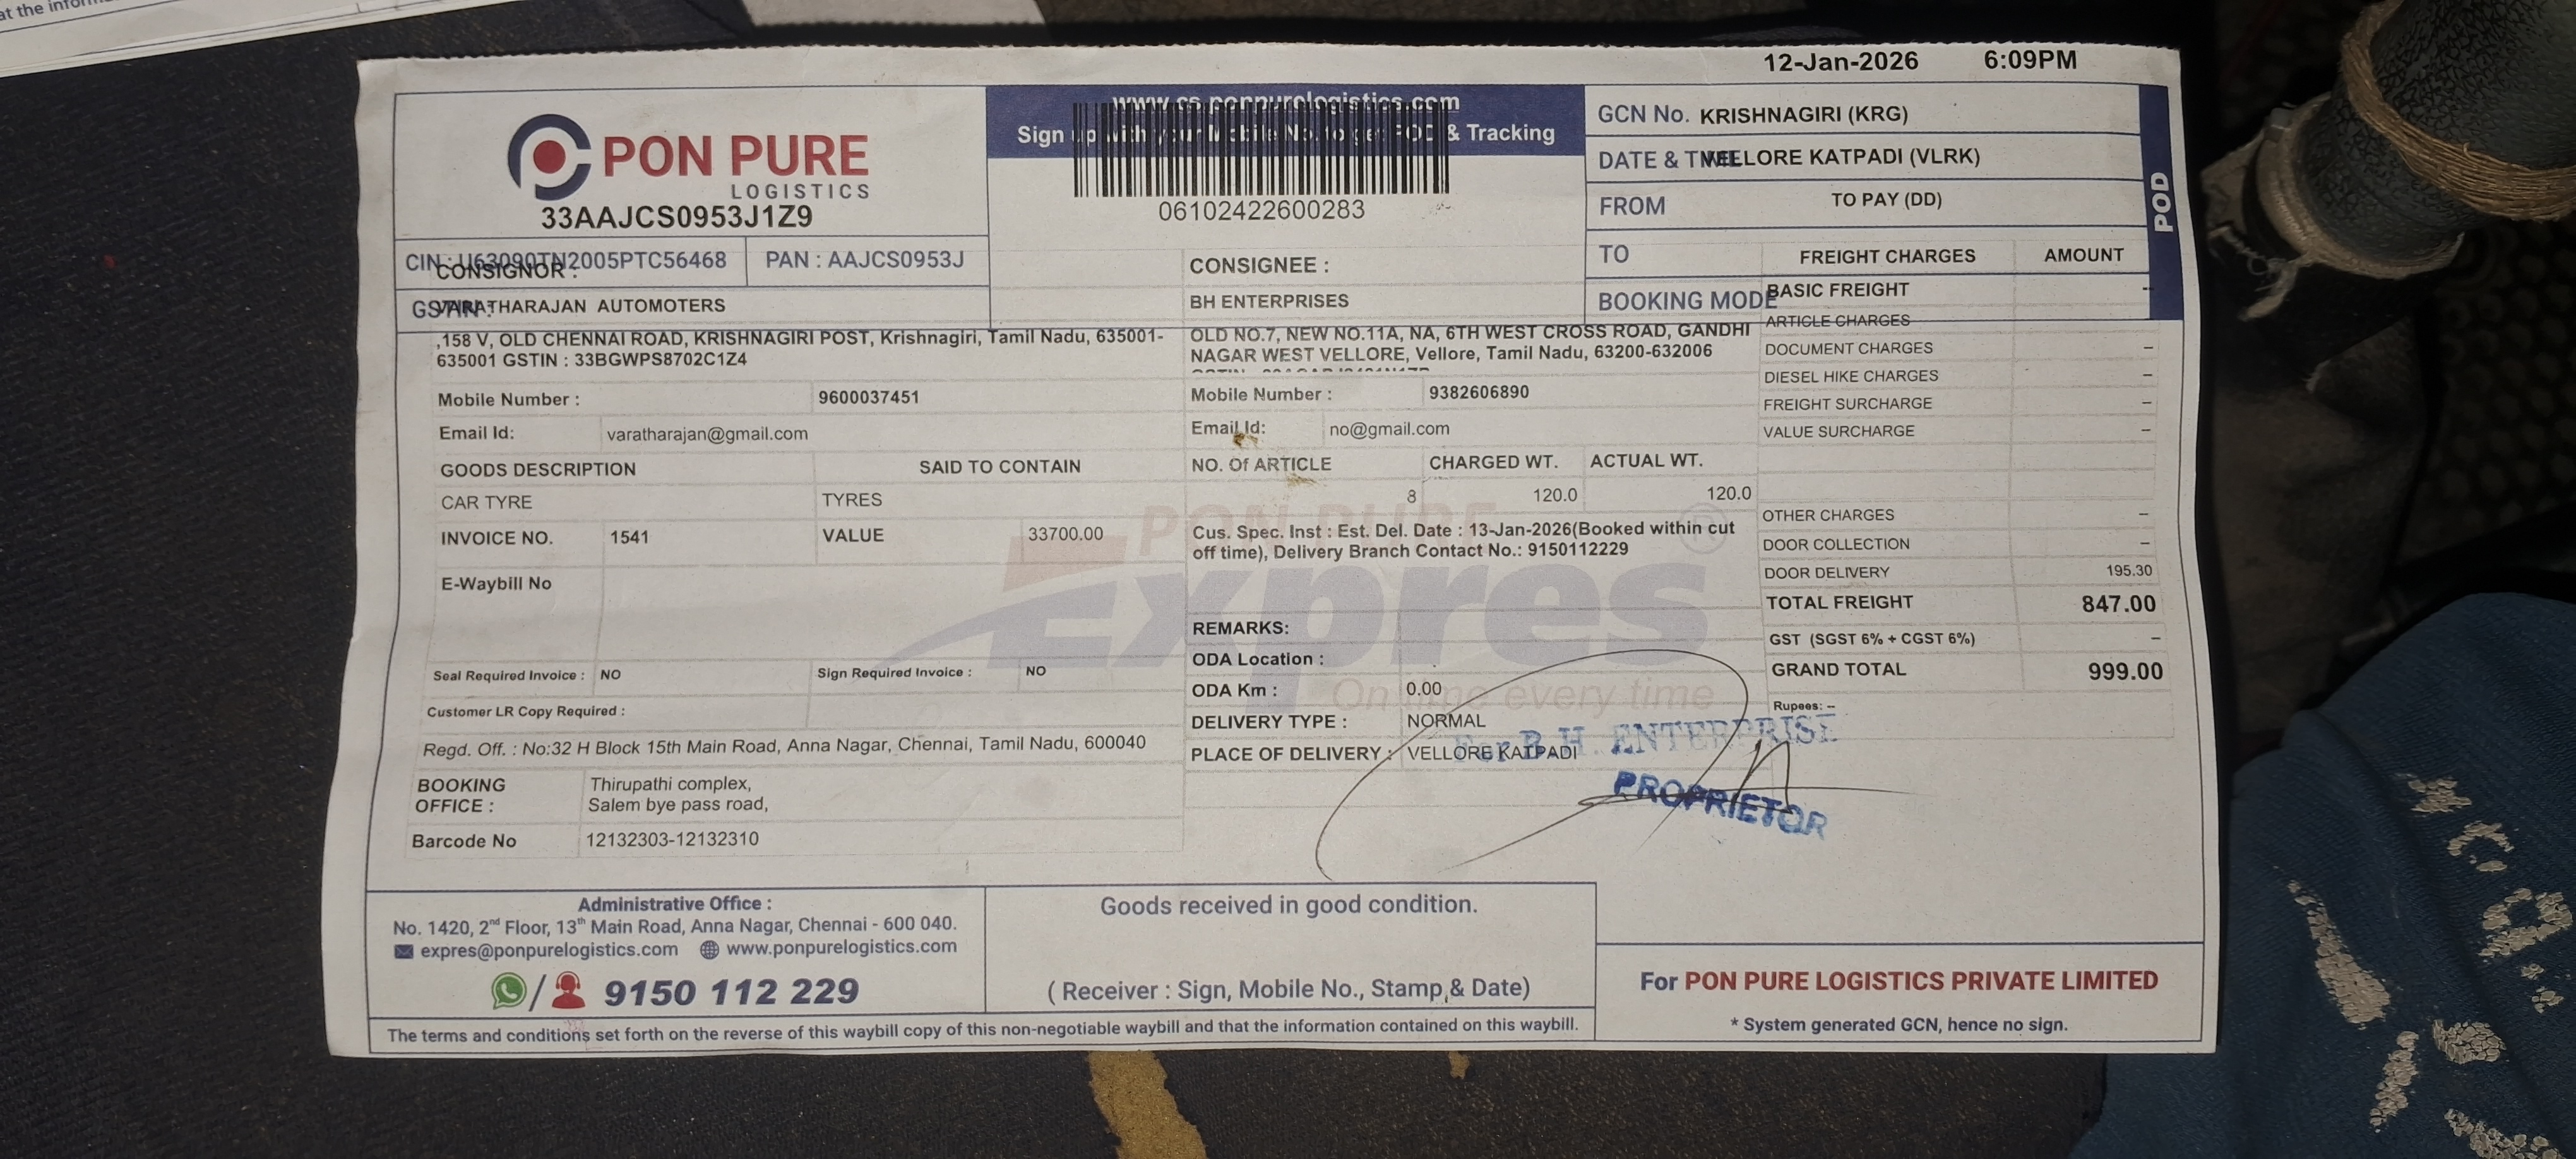 at the inform
12-Jan-2026 6:09PM
PON PURE
LOGISTICS
33AAJCS0953J1Z9
CIN : U63090TN2005PTC56468 PAN : AAJCS0953J
GSTIN :
www.cs.ponpurelogistics.com
Sign up with your Mobile No. to get POD & Tracking
06102422600283
GCN No. KRISHNAGIRI (KRG)
DATE & TIME VELLORE KATPADI (VLRK)
FROM TO PAY (DD)
TO
BOOKING MODE
POD
CONSIGNOR :
VARATHARAJAN AUTOMOTERS
,158 V, OLD CHENNAI ROAD, KRISHNAGIRI POST, Krishnagiri, Tamil Nadu, 635001-
635001 GSTIN : 33BGWPS8702C1Z4
Mobile Number : 9600037451
Email Id: varatharajan@gmail.com
CONSIGNEE :
BH ENTERPRISES
OLD NO.7, NEW NO.11A, NA, 6TH WEST CROSS ROAD, GANDHI
NAGAR WEST VELLORE, Vellore, Tamil Nadu, 63200-632006
Mobile Number : 9382606890
Email Id: no@gmail.com
GOODS DESCRIPTION SAID TO CONTAIN NO. Of ARTICLE CHARGED WT. ACTUAL WT.
CAR TYRE TYRES 8 120.0 120.0
INVOICE NO. 1541 VALUE 33700.00
Cus. Spec. Inst : Est. Del. Date : 13-Jan-2026(Booked within cut
off time), Delivery Branch Contact No.: 9150112229
E-Waybill No
Seal Required Invoice : NO Sign Required Invoice : NO
Customer LR Copy Required :
Regd. Off. : No:32 H Block 15th Main Road, Anna Nagar, Chennai, Tamil Nadu, 600040
BOOKING
OFFICE :
Thirupathi complex,
Salem bye pass road,
Barcode No 12132303-12132310
PON PURE
Expres
On time every time
REMARKS:
ODA Location :
ODA Km : 0.00
DELIVERY TYPE : NORMAL
PLACE OF DELIVERY : VELLORE KATPADI
FREIGHT CHARGES AMOUNT
BASIC FREIGHT –
ARTICLE CHARGES
DOCUMENT CHARGES –
DIESEL HIKE CHARGES –
FREIGHT SURCHARGE –
VALUE SURCHARGE –
OTHER CHARGES –
DOOR COLLECTION –
DOOR DELIVERY 195.30
TOTAL FREIGHT 847.00
GST (SGST 6% + CGST 6%) –
GRAND TOTAL 999.00
Rupees: --
For B.H. ENTERPRISE
PROPRIETOR
Administrative Office :
No. 1420, 2nd Floor, 13th Main Road, Anna Nagar, Chennai - 600 040.
expres@ponpurelogistics.com www.ponpurelogistics.com
/ 9150 112 229
Goods received in good condition.
( Receiver : Sign, Mobile No., Stamp & Date)
For PON PURE LOGISTICS PRIVATE LIMITED
* System generated GCN, hence no sign.
The terms and conditions set forth on the reverse of this waybill copy of this non-negotiable waybill and that the information contained on this waybill.